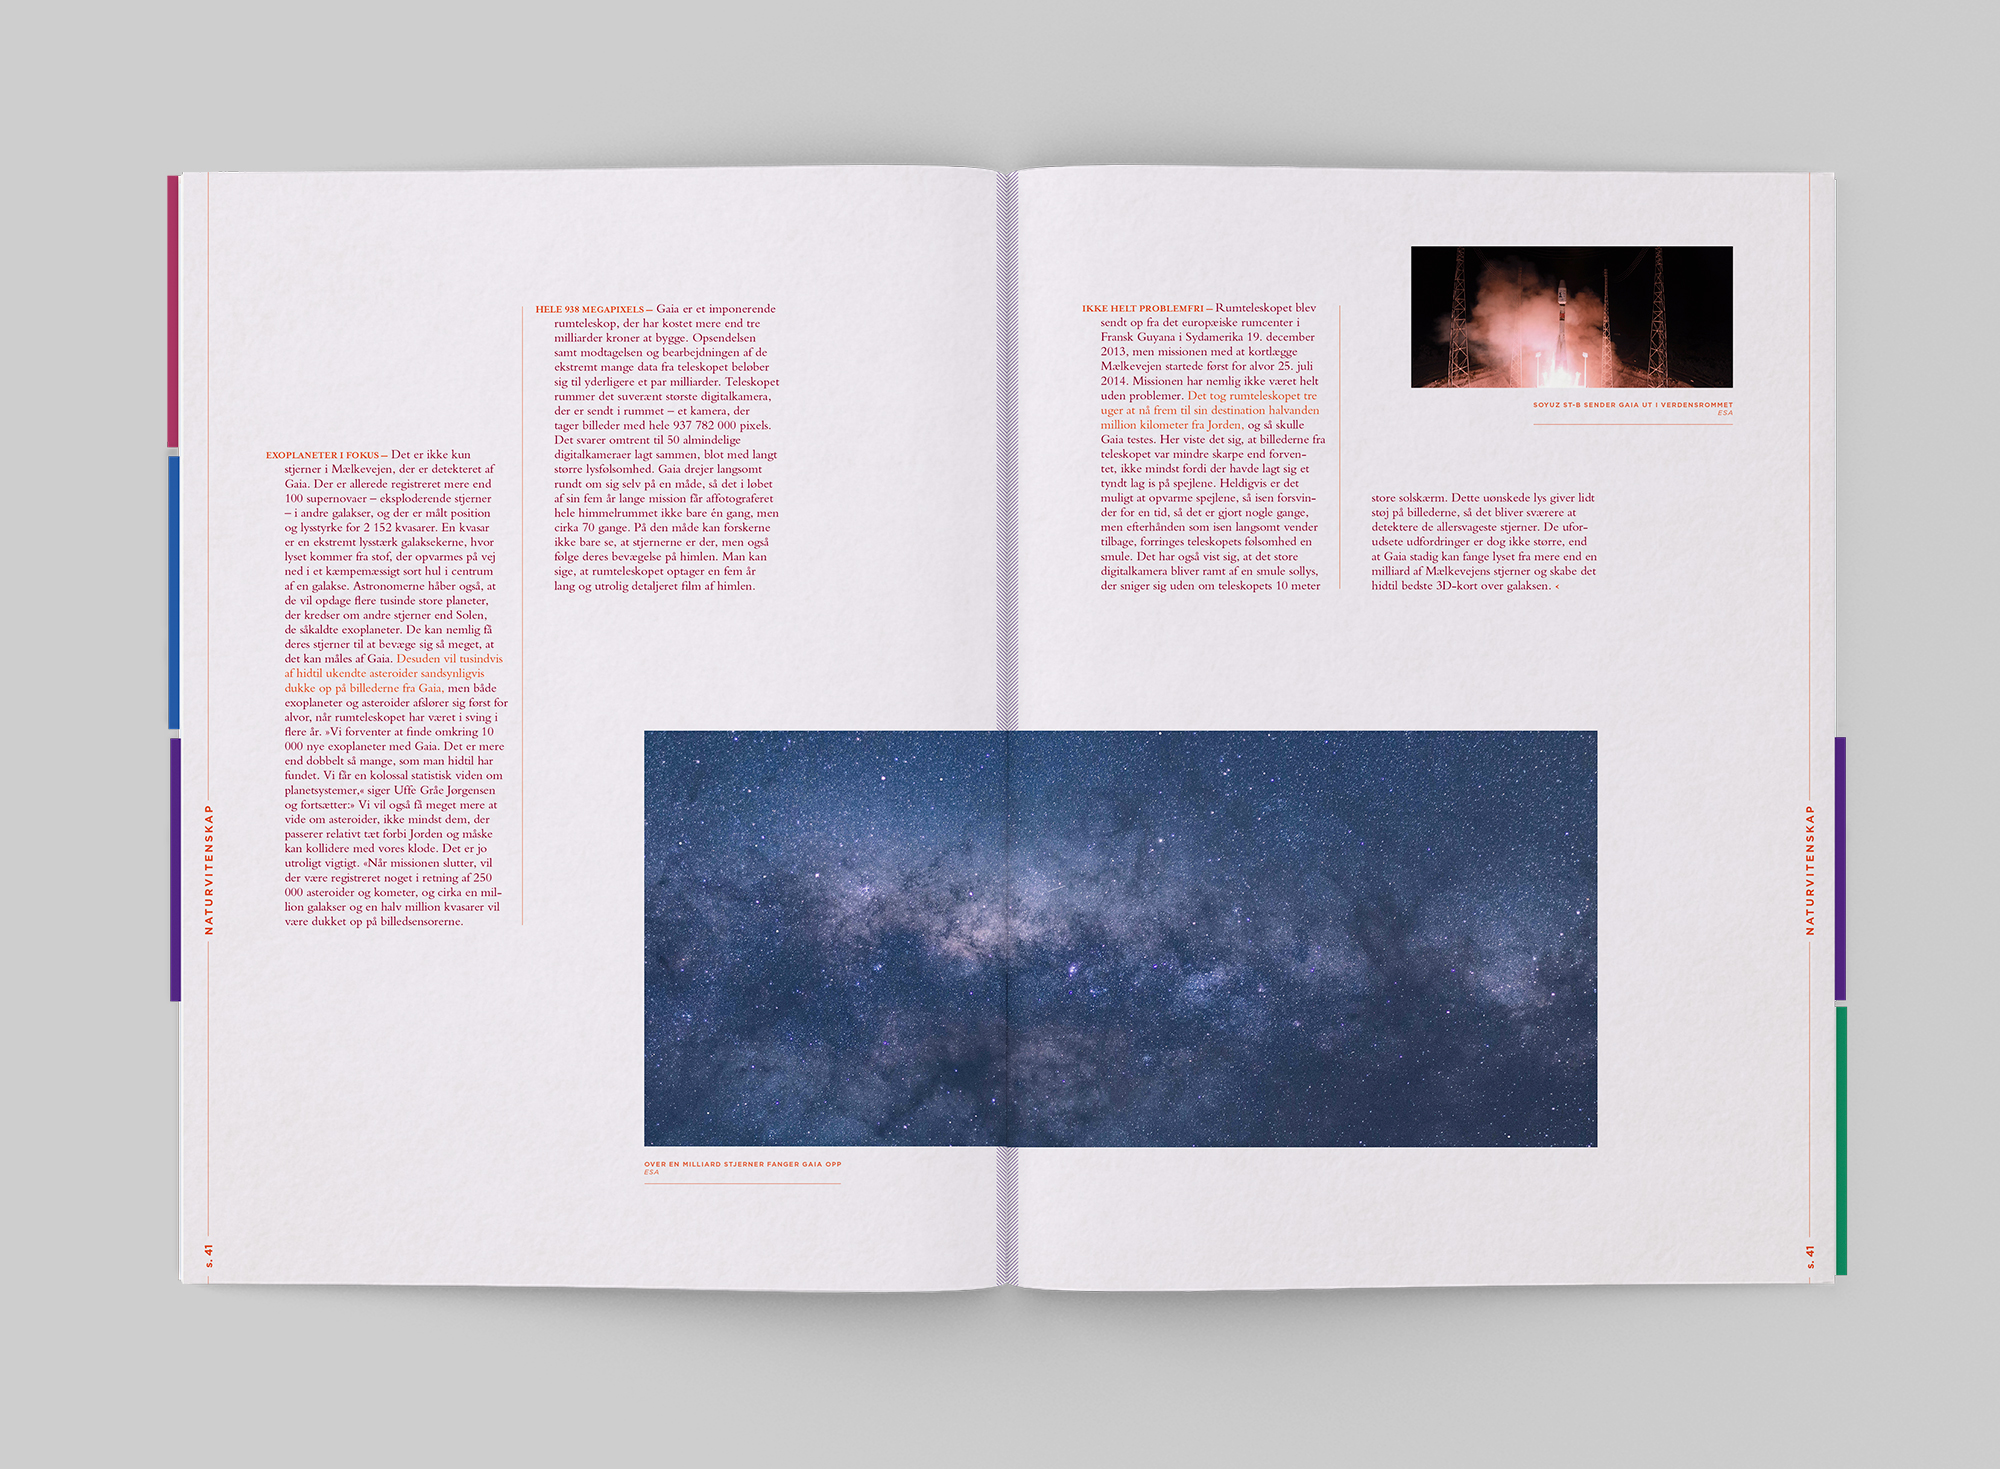 EXOPLANETER I FOKUS — Det er ikke kun
stjerner i Mælkevejen, der er detekteret af
Gaia. Der er allerede registreret mere end
100 supernovaer – eksploderende stjerner
– i andre galakser, og der er målt position
og lysstyrke for 2 152 kvasarer. En kvasar
er en ekstremt lysstærk galaksekerne, hvor
lyset kommer fra stof, der opvarmes på vej
ned i et kæmpemæssigt sort hul i centrum
af en galakse. Astronomerne håber også, at
de vil opdage flere tusinde store planeter,
der kredser om andre stjerner end Solen,
de såkaldte exoplaneter. De kan nemlig få
deres stjerner til at bevæge sig så meget, at
det kan måles af Gaia. Desuden vil tusindvis
af hidtil ukendte asteroider sandsynligvis
dukke op på billederne fra Gaia, men både
exoplaneter og asteroider afslører sig først for
alvor, når rumteleskopet har været i sving i
flere år. »Vi forventer at finde omkring 10
000 nye exoplaneter med Gaia. Det er mere
end dobbelt så mange, som man hidtil har
fundet. Vi får en kolossal statistisk viden om
planetsystemer,« siger Uffe Gråe Jørgensen
og fortsætter:» Vi vil også få meget mere at
vide om asteroider, ikke mindst dem, der
passerer relativt tæt forbi Jorden og måske
kan kollidere med vores klode. Det er jo
utroligt vigtigt. «Når missionen slutter, vil
der være registreret noget i retning af 250
000 asteroider og kometer, og cirka en mil-
lion galakser og en halv million kvasarer vil
være dukket op på billedsensorerne.
HELE 938 MEGAPIXELS — Gaia er et imponerende
rumteleskop, der har kostet mere end tre
milliarder kroner at bygge. Opsendelsen
samt modtagelsen og bearbejdningen af de
ekstremt mange data fra teleskopet beløber
sig til yderligere et par milliarder. Teleskopet
rummer det suverænt største digitalkamera,
der er sendt i rummet – et kamera, der
tager billeder med hele 937 782 000 pixels.
Det svarer omtrent til 50 almindelige
digitalkameraer lagt sammen, blot med langt
større lysfølsomhed. Gaia drejer langsomt
rundt om sig selv på en måde, så det i løbet
af sin fem år lange mission får affotograferet
hele himmelrummet ikke bare én gang, men
cirka 70 gange. På den måde kan forskerne
ikke bare se, at stjernerne er der, men også
følge deres bevægelse på himlen. Man kan
sige, at rumteleskopet optager en fem år
lang og utrolig detaljeret film af himlen.
OVER EN MILLIARD STJERNER FANGER GAIA OPP
ESA
NATURVITENSKAP
s. 41
IKKE HELT PROBLEMFRI — Rumteleskopet blev
sendt op fra det europæiske rumcenter i
Fransk Guyana i Sydamerika 19. december
2013, men missionen med at kortlægge
Mælkevejen startede først for alvor 25. juli
2014. Missionen har nemlig ikke været helt
uden problemer. Det tog rumteleskopet tre
uger at nå frem til sin destination halvanden
million kilometer fra Jorden, og så skulle
Gaia testes. Her viste det sig, at billederne fra
teleskopet var mindre skarpe end forven-
tet, ikke mindst fordi der havde lagt sig et
tyndt lag is på spejlene. Heldigvis er det
muligt at opvarme spejlene, så isen forsvin-
der for en tid, så det er gjort nogle gange,
men efterhånden som isen langsomt vender
tilbage, forringes teleskopets følsomhed en
smule. Det har også vist sig, at det store
digitalkamera bliver ramt af en smule sollys,
der sniger sig uden om teleskopets 10 meter
store solskærm. Dette uønskede lys giver lidt
støj på billederne, så det bliver sværere at
detektere de allersvageste stjerner. De ufor-
udsete udfordringer er dog ikke større, end
at Gaia stadig kan fange lyset fra mere end en
milliard af Mælkevejens stjerner og skabe det
hidtil bedste 3D-kort over galaksen. ‹
SOYUZ ST-B SENDER GAIA UT I VERDENSROMMET
ESA
NATURVITENSKAP
s. 41